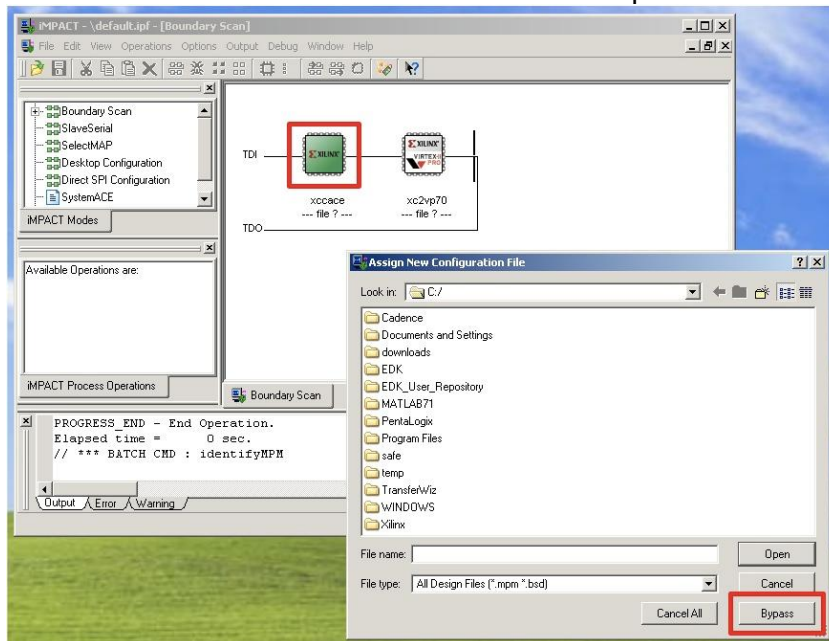 iMPACT - \default.ipf - [Boundary Scan]
File Edit View Operations Options Output Debug Window Help
Boundary Scan
SlaveSerial
SelectMAP
Desktop Configuration
Direct SPI Configuration
SystemACE
iMPACT Modes
Available Operations are:
iMPACT Process Operations
TDI
XILINX
XILINX
VIRTEX-II
PRO
xccace
xc2vp70
--- file ? ---
--- file ? ---
TDO
Boundary Scan
PROGRESS_END - End Operation.
Elapsed time = 0 sec.
// *** BATCH CMD : identifyMPM
Output Error Warning
Assign New Configuration File
Look in: C:/
Cadence
Documents and Settings
downloads
EDK
EDK_User_Repository
MATLAB71
PentaLogix
Program Files
safe
temp
TransferWiz
WINDOWS
Xilinx
File name:
Open
File type: All Design Files (*.mpm *.bsd)
Cancel
Cancel All
Bypass